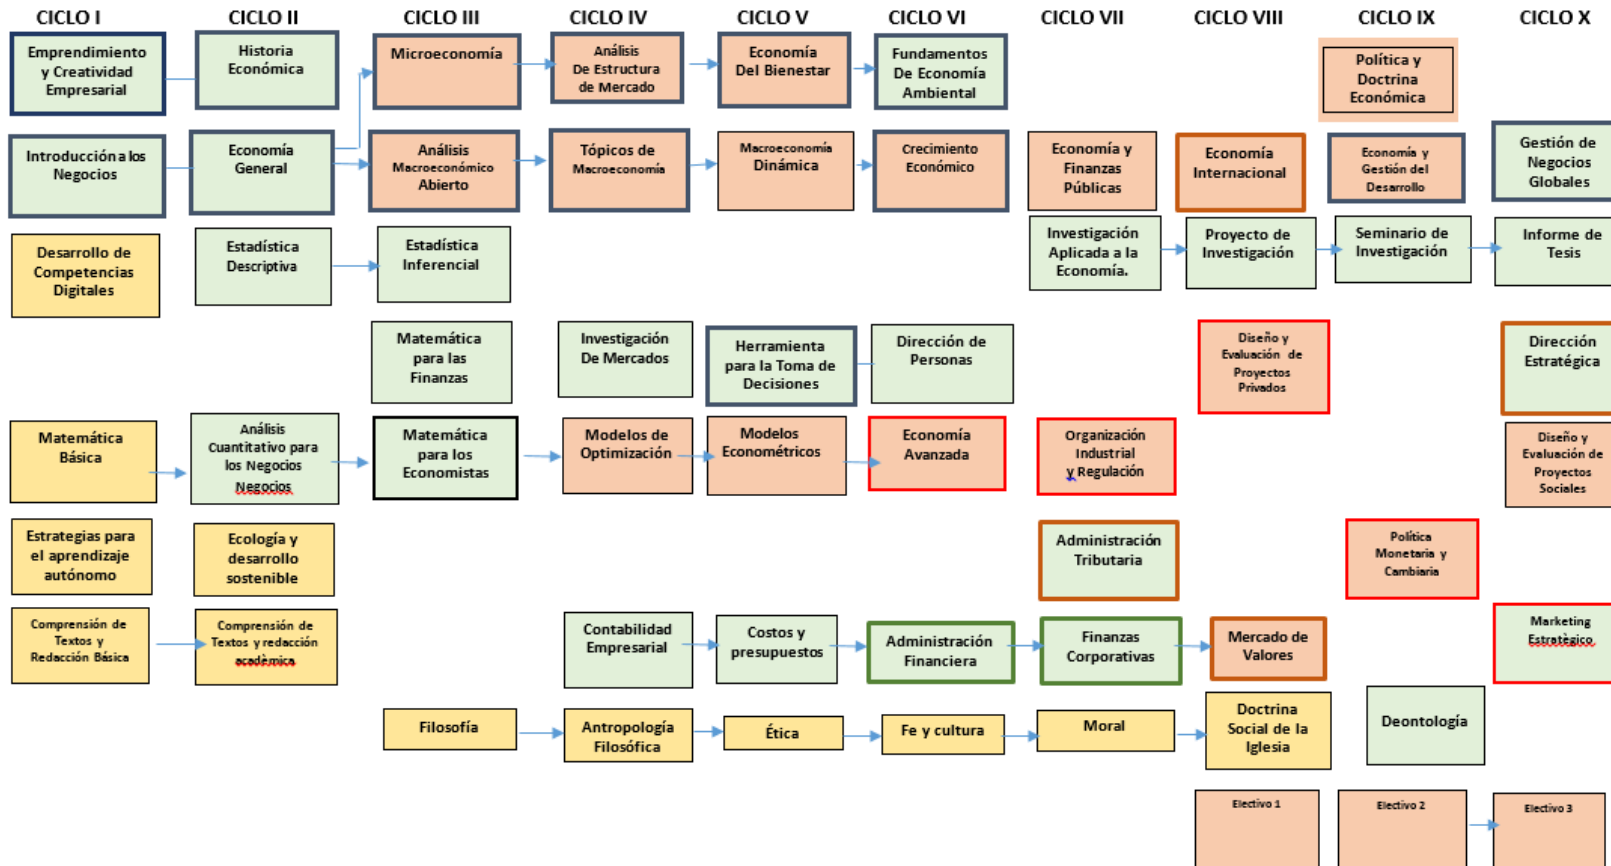 CICLO I
CICLO II
CICLO III
CICLO IV
CICLO V
CICLO VI
CICLO VII
CICLO VIII
CICLO IX
CICLO X
Emprendimiento
y Creatividad
Empresarial
Historia
Económica
Microeconomía
Análisis
De Estructura
de Mercado
Economía
Del Bienestar
Fundamentos
De Economía
Ambiental
Política y
Doctrina
Económica
Introducción a los
Negocios
Economía
General
Análisis
Macroeconómico
Abierto
Tópicos de
Macroeconomía
Macroeconomía
Dinámica
Crecimiento
Económico
Economía y
Finanzas
Públicas
Economía
Internacional
Economía y
Gestión del
Desarrollo
Gestión de
Negocios
Globales
Desarrollo de
Competencias
Digitales
Estadística
Descriptiva
Estadística
Inferencial
Investigación
Aplicada a la
Economía.
Proyecto de
Investigación
Seminario de
Investigación
Informe de
Tesis
Matemática
para las
Finanzas
Investigación
De Mercados
Herramienta
para la Toma de
Decisiones
Dirección de
Personas
Diseño y
Evaluación de
Proyectos
Privados
Dirección
Estratégica
Matemática
Básica
Análisis
Cuantitativo para
los Negocios
Negocios
Matemática
para los
Economistas
Modelos de
Optimización
Modelos
Econométricos
Economía
Avanzada
Organización
Industrial
y Regulación
Diseño y
Evaluación de
Proyectos
Sociales
Estrategias para
el aprendizaje
autónomo
Ecología y
desarrollo
sostenible
Administración
Tributaria
Política
Monetaria y
Cambiaria
Comprensión de
Textos y
Redacción Básica
Comprensión de
Textos y redacción
acadèmica
Contabilidad
Empresarial
Costos y
presupuestos
Administración
Financiera
Finanzas
Corporativas
Mercado de
Valores
Marketing
Estratègico
Filosofía
Antropología
Filosófica
Ética
Fe y cultura
Moral
Doctrina
Social de la
Iglesia
Deontología
Electivo 1
Electivo 2
Electivo 3